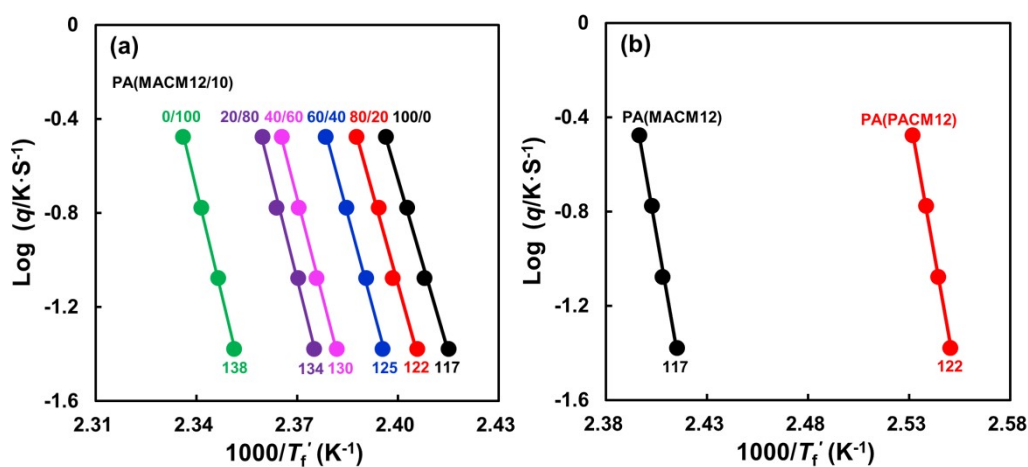 (a)
PA(MACM12/10)
0/100 20/80 40/60 60/40 80/20 100/0
138 134 130 125 122 117
0
-0.4
-0.8
-1.2
-1.6
Log (q/K·S⁻¹)
2.31 2.34 2.37 2.40 2.43
1000/Tf′ (K⁻¹)
(b)
PA(MACM12) PA(PACM12)
117 122
0
-0.4
-0.8
-1.2
-1.6
Log (q/K·S⁻¹)
2.38 2.43 2.48 2.53 2.58
1000/Tf′ (K⁻¹)